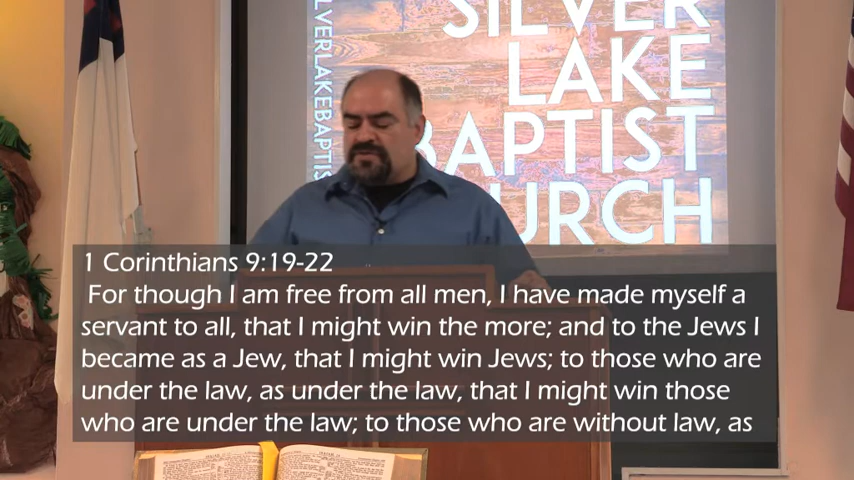 SILVER
LAKE
BAPTIST
URCH
SILVERLAKEBAPTIS
1 Corinthians 9:19-22
For though I am free from all men, I have made myself a
servant to all, that I might win the more; and to the Jews I
became as a Jew, that I might win Jews; to those who are
under the law, as under the law, that I might win those
who are under the law; to those who are without law, as